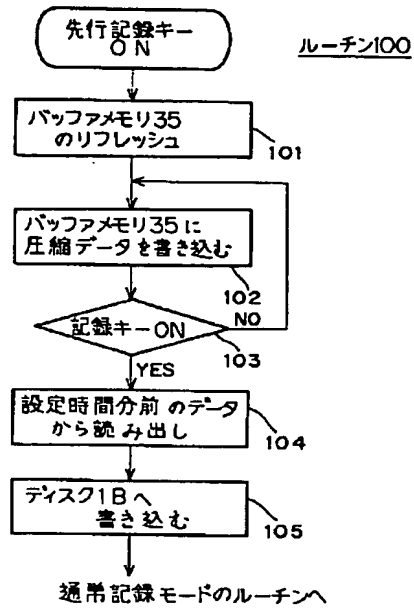 先行記録キー
ON
ルーチン100
バッファメモリ35
のリフレッシュ
101
バッファメモリ35に
圧縮データを書き込む
102
記録キーON
NO
103
YES
設定時間分前のデータ
から読み出し
104
ディスク1Bへ
書き込む
105
通常記録モードのルーチンへ